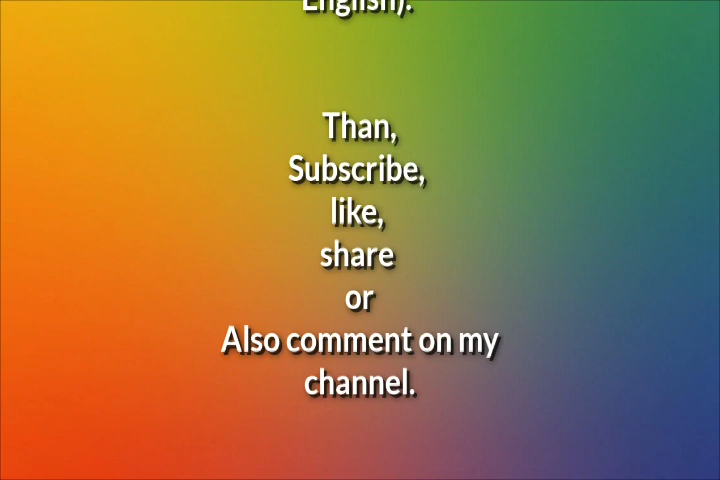 English).
Than,
Subscribe,
like,
share
or
Also comment on my
channel.